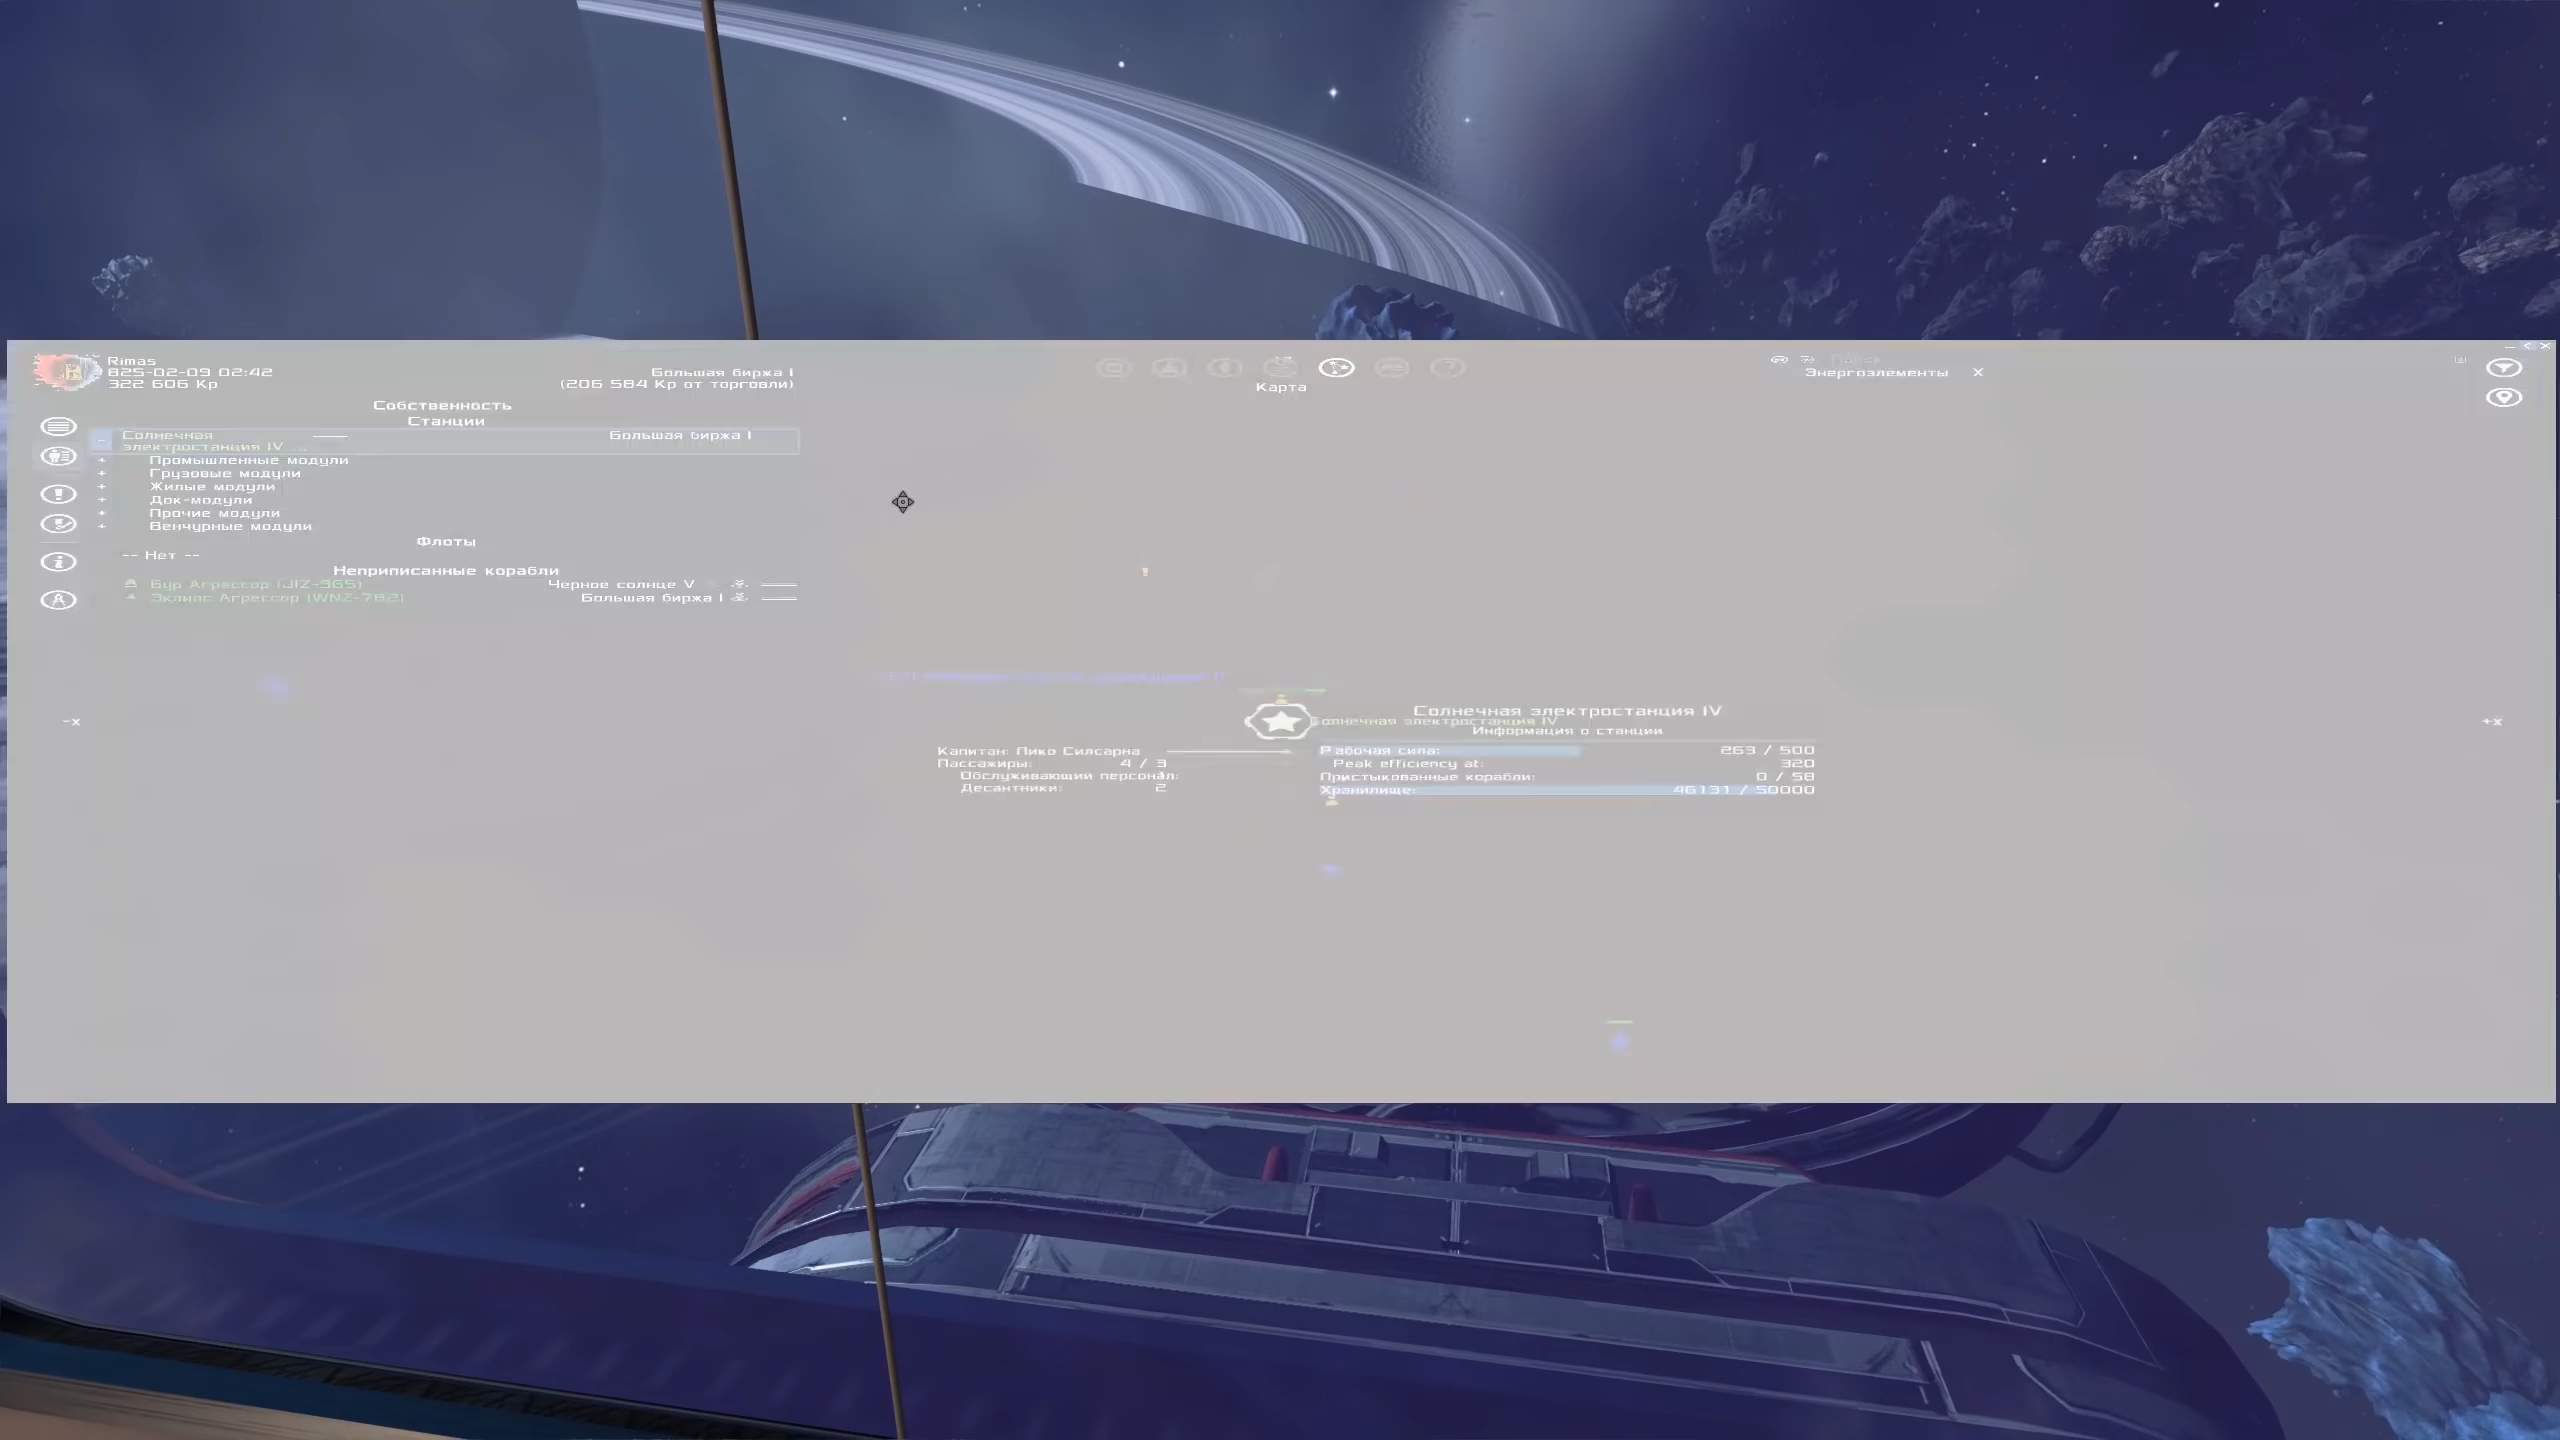 Rimas
825-02-09 02:42
322 606 Кр
Большая биржа I
(206 584 Кр от торговли)
Карта
Поиск
Энергоэлементы X
Собственность
Станции
Солнечная
электростанция IV
Большая биржа I
+ Промышленные модули
+ Грузовые модули
+ Жилые модули
+ Док-модули
+ Прочие модули
+ Венчурные модули
Флоты
-- Нет --
Неприписанные корабли
Бур Агрессор (JIZ-965) Черное солнце V
Эклипс Агрессор (WNZ-782) Большая биржа I
-x
+x
Солнечная электростанция IV
Солнечная электростанция IV
Информация о станции
Капитан: Пико Силсарна
Пассажиры: 4 / 3
Обслуживающий персонал: 1
Десантники: 2
Рабочая сила: 263 / 500
Peak efficiency at: 320
Пристыкованные корабли: 0 / 58
Хранилище: 46131 / 50000